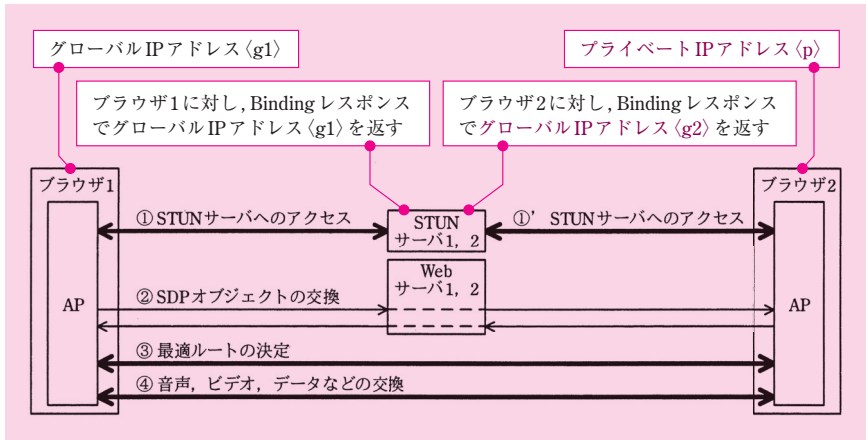 グローバルIPアドレス〈g1〉
プライベートIPアドレス〈p〉
ブラウザ1に対し,Bindingレスポンス
でグローバルIPアドレス〈g1〉を返す
ブラウザ2に対し,Bindingレスポンス
でグローバルIPアドレス〈g2〉を返す
ブラウザ1
ブラウザ2
①STUNサーバへのアクセス
STUN
サーバ1,2
①’ STUNサーバへのアクセス
Web
サーバ1,2
②SDPオブジェクトの交換
AP
AP
③最適ルートの決定
④音声,ビデオ,データなどの交換